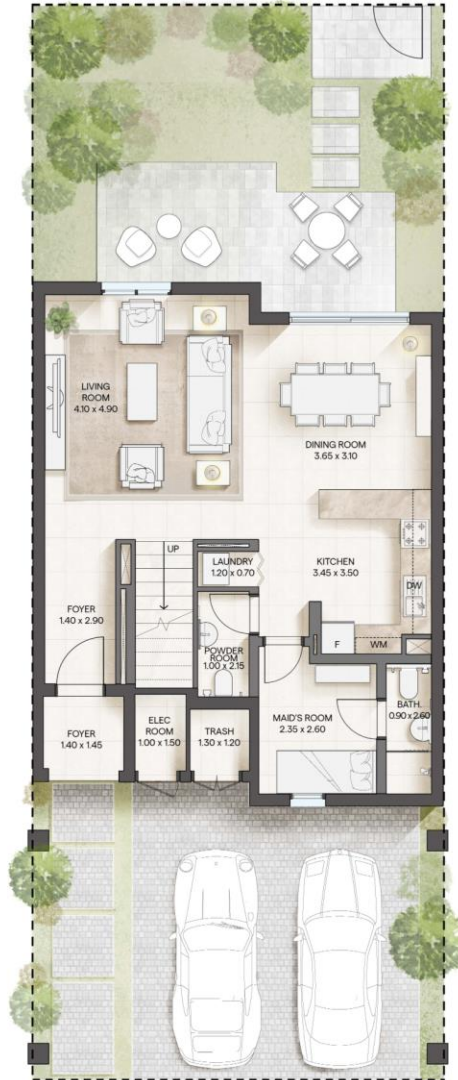 LIVING
ROOM
4.10 x 4.90
DINING ROOM
3.65 x 3.10
UP
LAUNDRY
1.20 x 0.70
KITCHEN
3.45 x 3.50
DW
FOYER
1.40 x 2.90
POWDER
ROOM
1.00 x 2.15
F
WM
FOYER
1.40 x 1.45
ELEC
ROOM
1.00 x 1.50
TRASH
1.30 x 1.20
MAID'S ROOM
2.35 x 2.60
BATH.
0.90 x 2.60